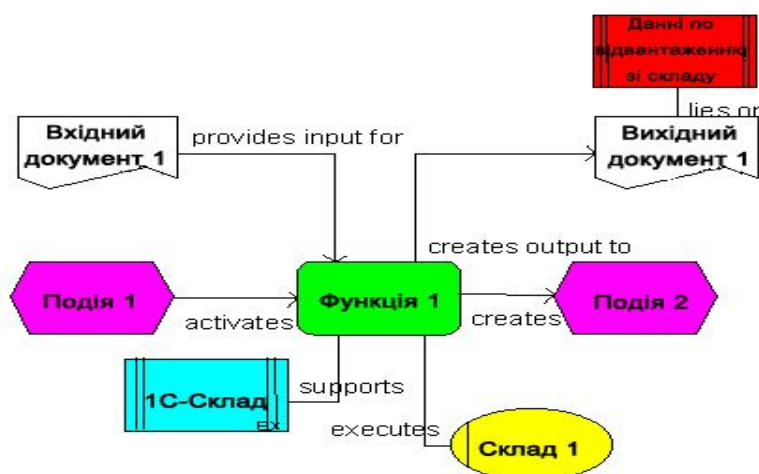 Данні по
відвантаженню
зі складу
lies on
Вхідний
документ 1
provides input for
Вихідний
документ 1
creates output to
Подія 1
activates
Функція 1
creates
Подія 2
1С-Склад
Ex
supports
executes
Склад 1